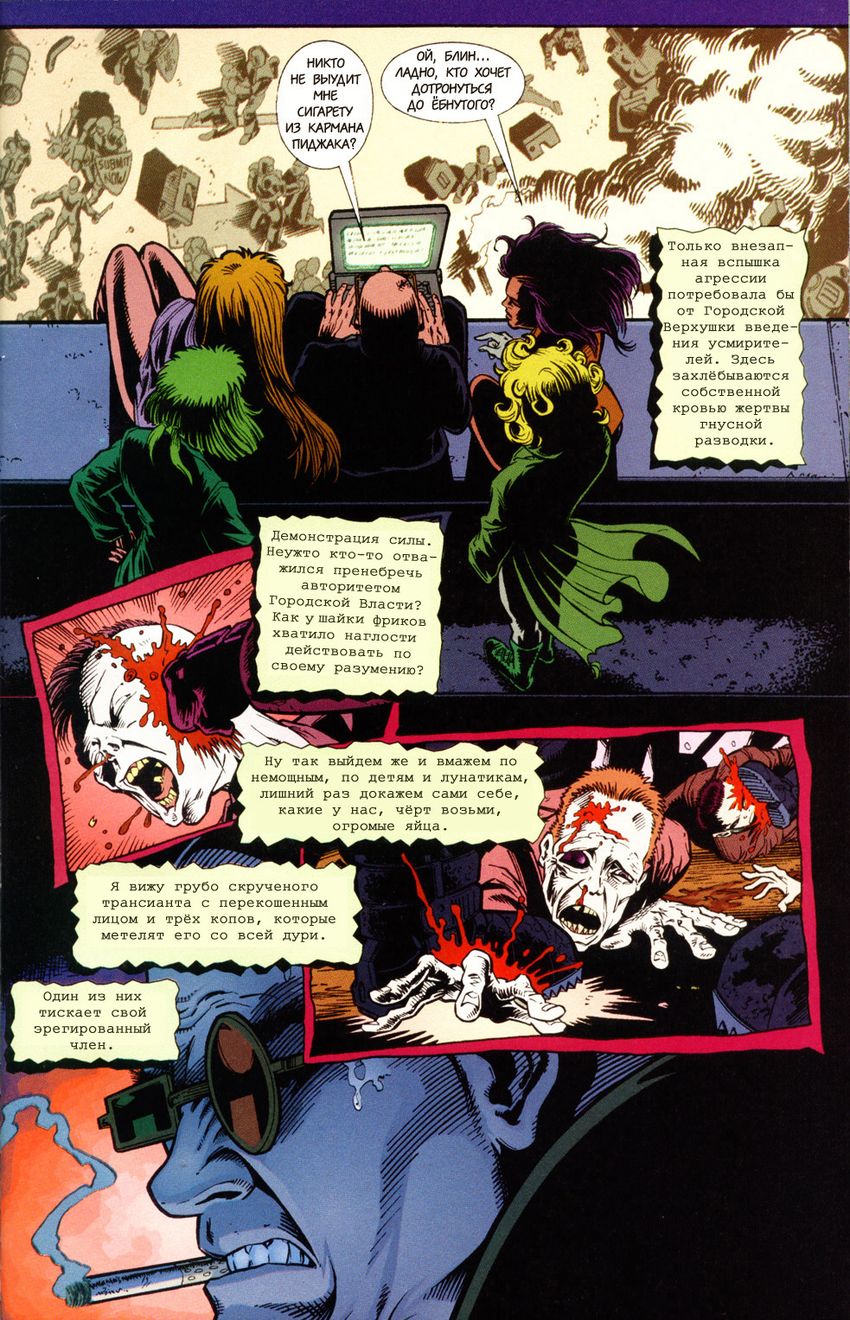 НИКТО
НЕ ВЫУДИТ
МНЕ
СИГАРЕТУ
ИЗ КАРМАНА
ПИДЖАКА?
ОЙ, БЛИН...
ЛАДНО, КТО ХОЧЕТ
ДОТРОНУТЬСЯ
ДО ЁБНУТОГО?
SUBMIT
NOW
Только внезап-
ная вспышка
агрессии
потребовала бы
от Городской
Верхушки введе-
ния усмирите-
лей. Здесь
захлёбываются
собственной
кровью жертвы
гнусной
разводки.
Демонстрация силы.
Неужто кто-то отва-
жился пренебречь
авторитетом
Городской Власти?
Как у шайки фриков
хватило наглости
действовать по
своему разумению?
Ну так выйдем же и вмажем по
немощным, по детям и лунатикам,
лишний раз докажем сами себе,
какие у нас, чёрт возьми,
огромые яйца.
Я вижу грубо скрученого
трансианта с перекошенным
лицом и трёх копов, которые
метелят его со всей дури.
Один из них
тискает свой
эрегированный
член.